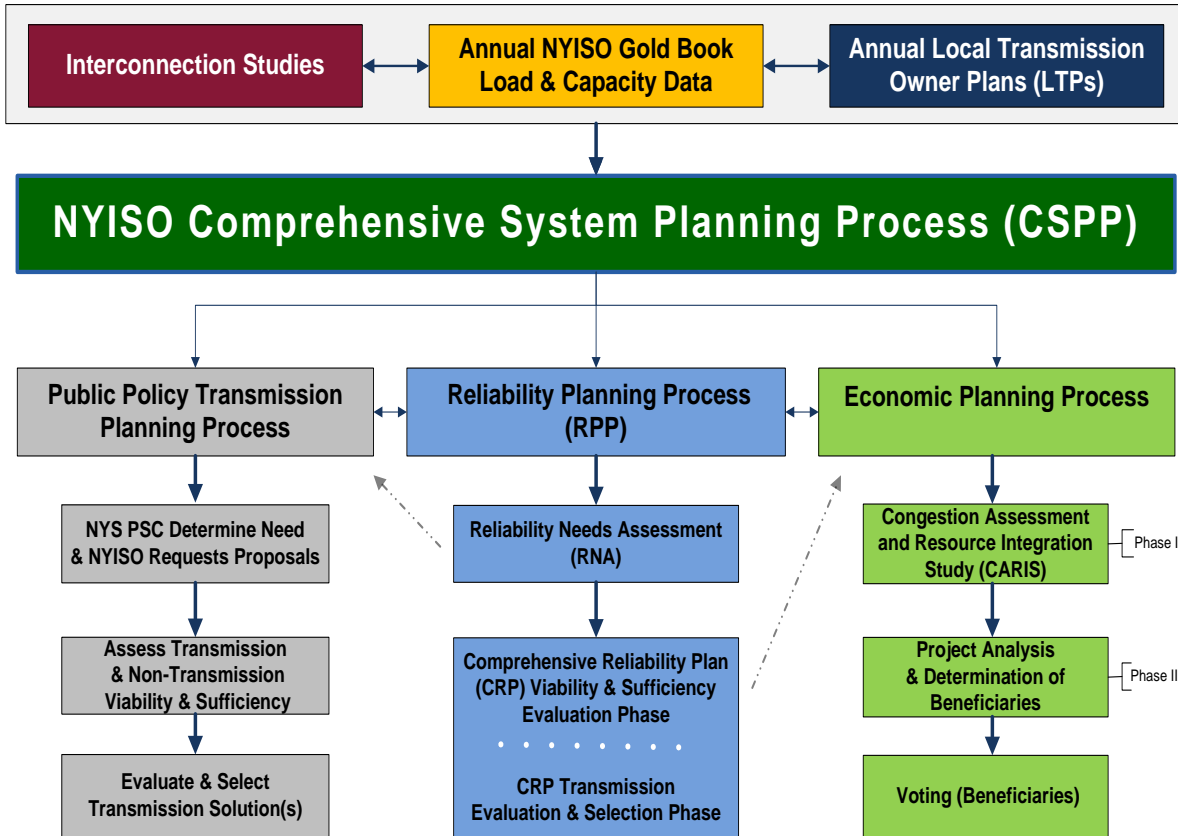 Interconnection Studies
Annual NYISO Gold Book
Load & Capacity Data
Annual Local Transmission
Owner Plans (LTPs)
NYISO Comprehensive System Planning Process (CSPP)
Public Policy Transmission
Planning Process
Reliability Planning Process
(RPP)
Economic Planning Process
NYS PSC Determine Need
& NYISO Requests Proposals
Reliability Needs Assessment
(RNA)
Congestion Assessment
and Resource Integration
Study (CARIS)
Phase I
Assess Transmission
& Non-Transmission
Viability & Sufficiency
Comprehensive Reliability Plan
(CRP) Viability & Sufficiency
Evaluation Phase
Project Analysis
& Determination of
Beneficiaries
Phase II
Evaluate & Select
Transmission Solution(s)
CRP Transmission
Evaluation & Selection Phase
Voting (Beneficiaries)